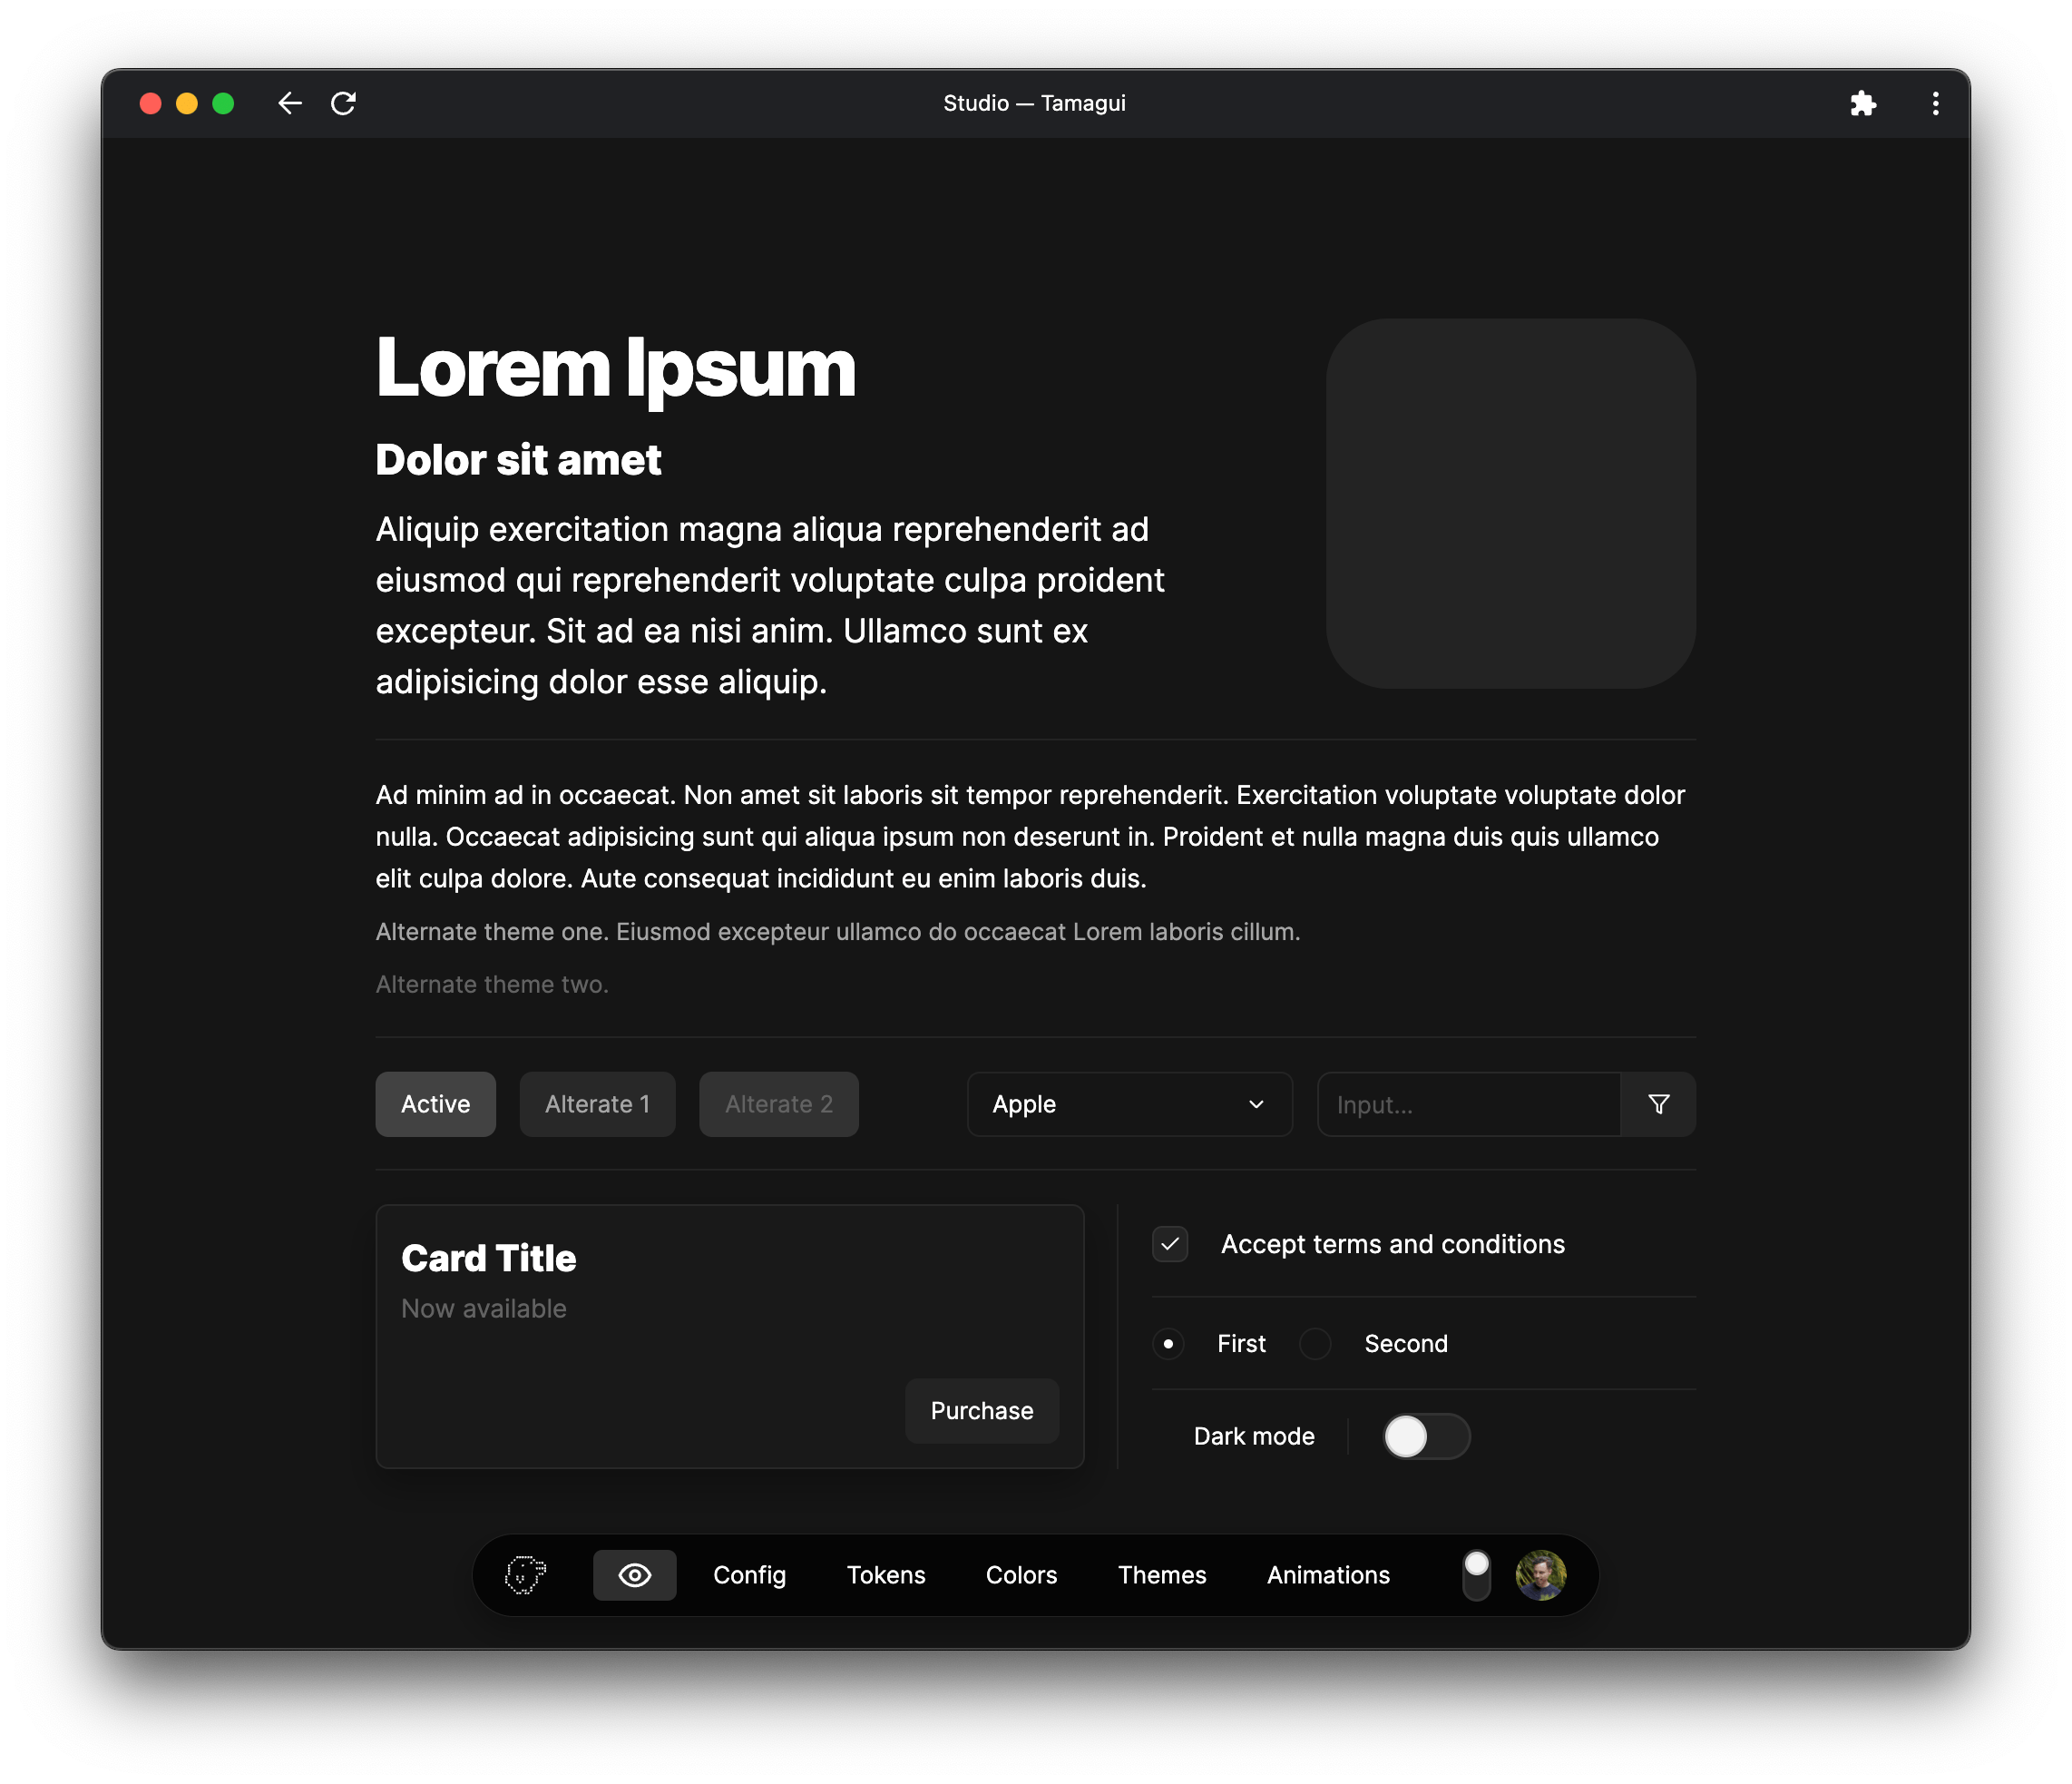 Studio — Tamagui
Lorem Ipsum
Dolor sit amet
Aliquip exercitation magna aliqua reprehenderit ad
eiusmod qui reprehenderit voluptate culpa proident
excepteur. Sit ad ea nisi anim. Ullamco sunt ex
adipisicing dolor esse aliquip.
Ad minim ad in occaecat. Non amet sit laboris sit tempor reprehenderit. Exercitation voluptate voluptate dolor
nulla. Occaecat adipisicing sunt qui aliqua ipsum non deserunt in. Proident et nulla magna duis quis ullamco
elit culpa dolore. Aute consequat incididunt eu enim laboris duis.
Alternate theme one. Eiusmod excepteur ullamco do occaecat Lorem laboris cillum.
Alternate theme two.
Active
Alterate 1
Alterate 2
Apple
Input...
Card Title
Now available
Purchase
Accept terms and conditions
First
Second
Dark mode
Config
Tokens
Colors
Themes
Animations